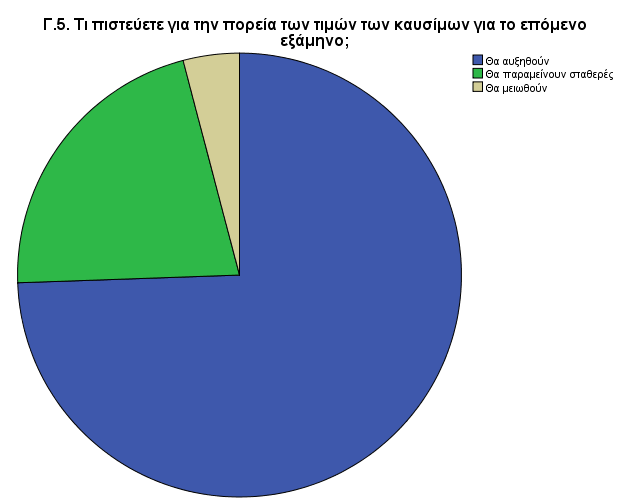 Γ.5. Τι πιστεύετε για την πορεία των τιμών των καυσίμων για το επόμενο
εξάμηνο;
Θα αυξηθούν
Θα παραμείνουν σταθερές
Θα μειωθούν